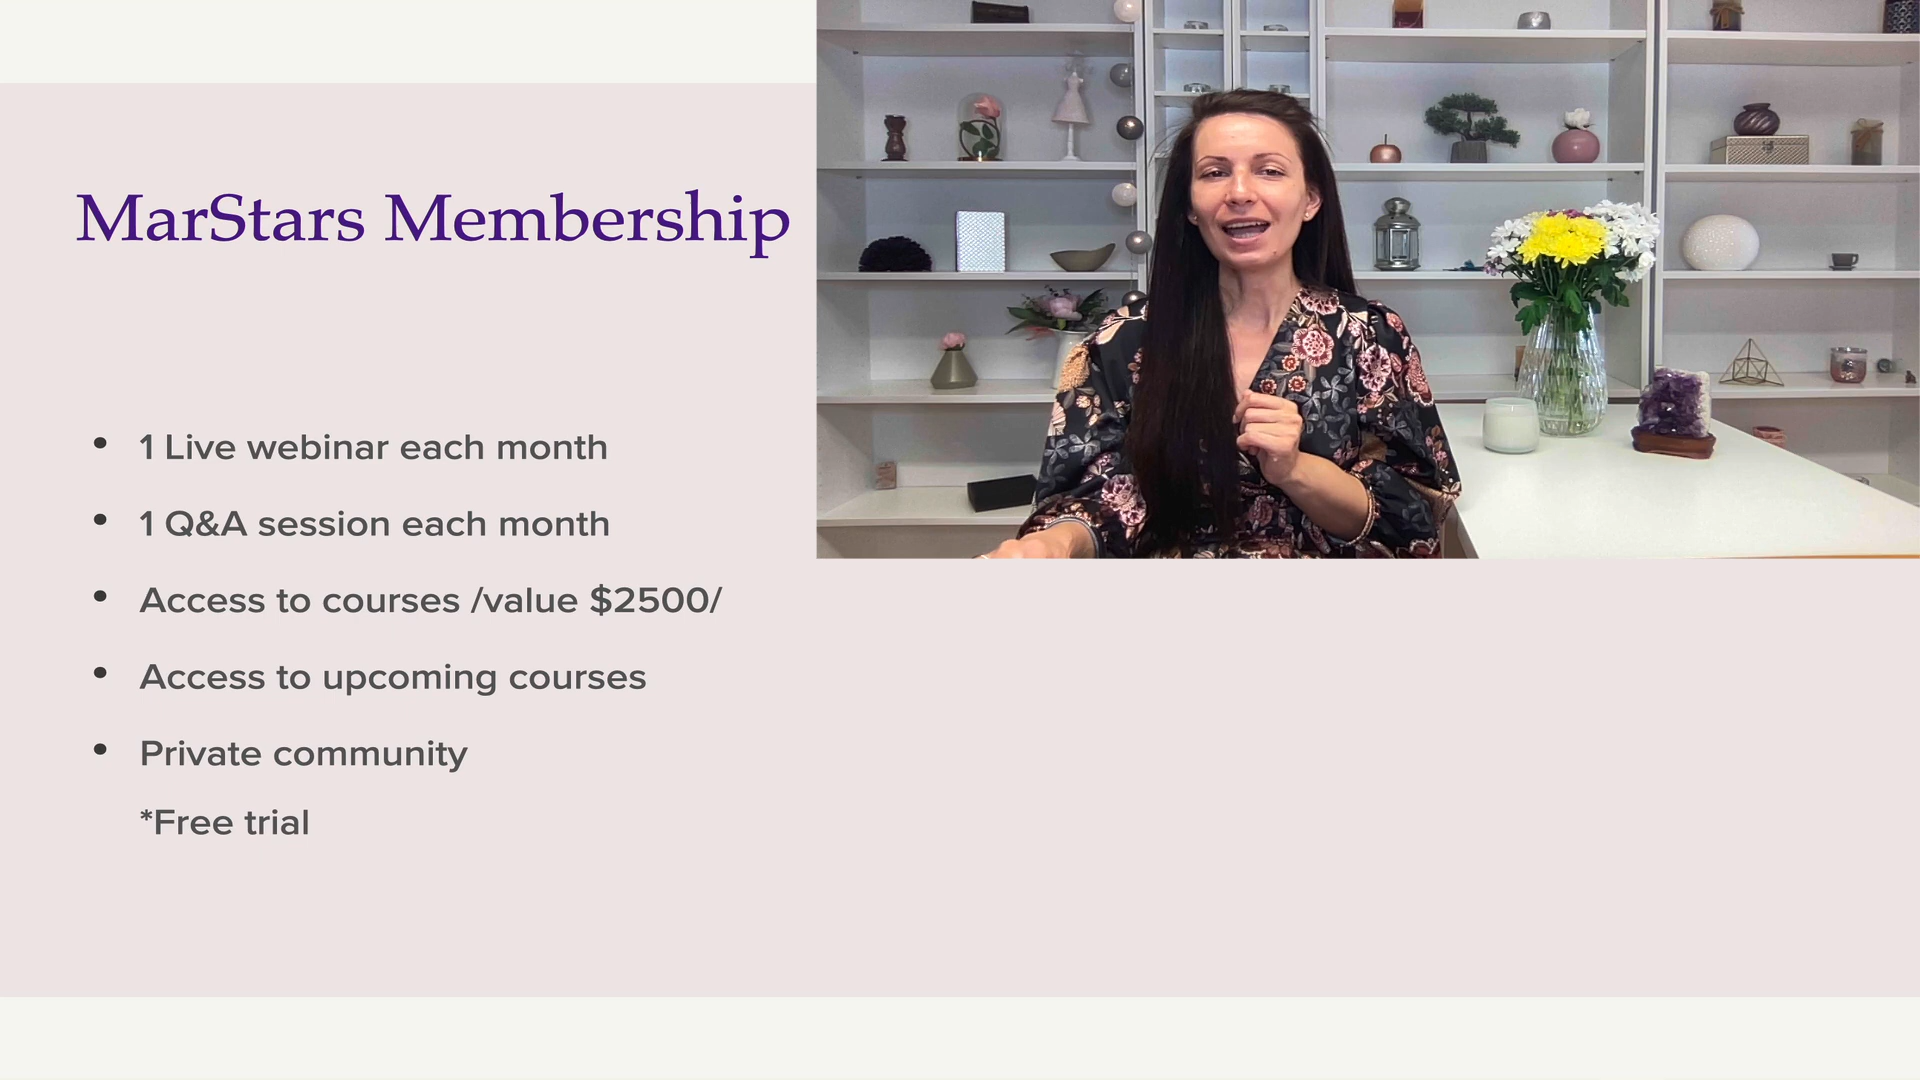 MarStars Membership
• 1 Live webinar each month
• 1 Q&A session each month
• Access to courses /value $2500/
• Access to upcoming courses
• Private community
*Free trial